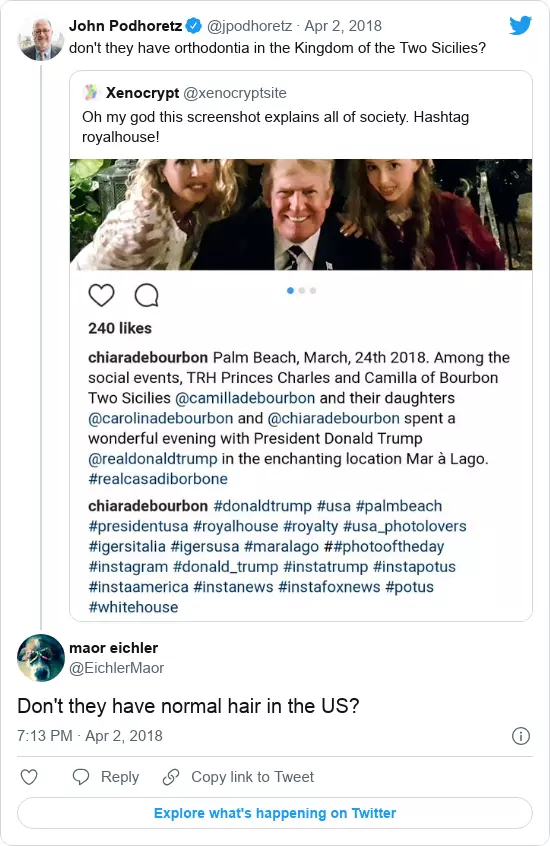 John Podhoretz @jpodhoretz · Apr 2, 2018
don't they have orthodontia in the Kingdom of the Two Sicilies?
Xenocrypt @xenocryptsite
Oh my god this screenshot explains all of society. Hashtag
royalhouse!
240 likes
chiaradebourbon Palm Beach, March, 24th 2018. Among the
social events, TRH Princes Charles and Camilla of Bourbon
Two Sicilies @camilladebourbon and their daughters
@carolinadebourbon and @chiaradebourbon spent a
wonderful evening with President Donald Trump
@realdonaldtrump in the enchanting location Mar à Lago.
#realcasadiborbone
chiaradebourbon #donaldtrump #usa #palmbeach
#presidentusa #royalhouse #royalty #usa_photolovers
#igersitalia #igersusa #maralago ##photooftheday
#instagram #donald_trump #instatrump #instapotus
#instaamerica #instanews #instafoxnews #potus
#whitehouse
maor eichler
@EichlerMaor
Don't they have normal hair in the US?
7:13 PM · Apr 2, 2018
Reply Copy link to Tweet
Explore what's happening on Twitter